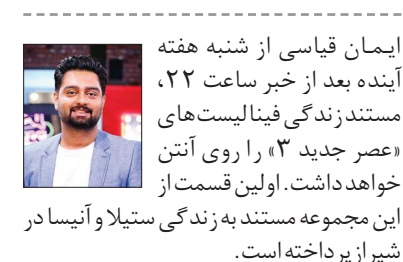 ایـمـان قیاسی از شنبه هفته
آینده بعد از خبر ساعت ۲۲،
مستند زندگی فینالیست‌های
«عصر جدید ۳» را روی آنتن
خواهد داشت. اولین قسمت از
این مجموعه مستند به زندگی ستیلا و آنیسا در
شیراز پرداخته است.